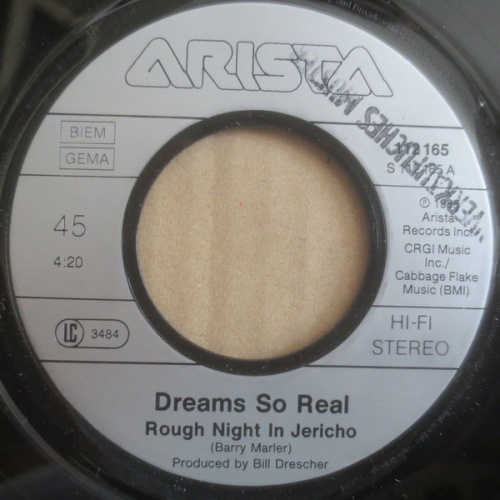 ARISTA
BIEM
GEMA
45
4:20
LC 3484
165
Arista
Records Inc.
CRGI Music
Inc./
Cabbage Flake
Music (BMI)
HI-FI
STEREO
Dreams So Real
Rough Night In Jericho
(Barry Marler)
Produced by Bill Drescher